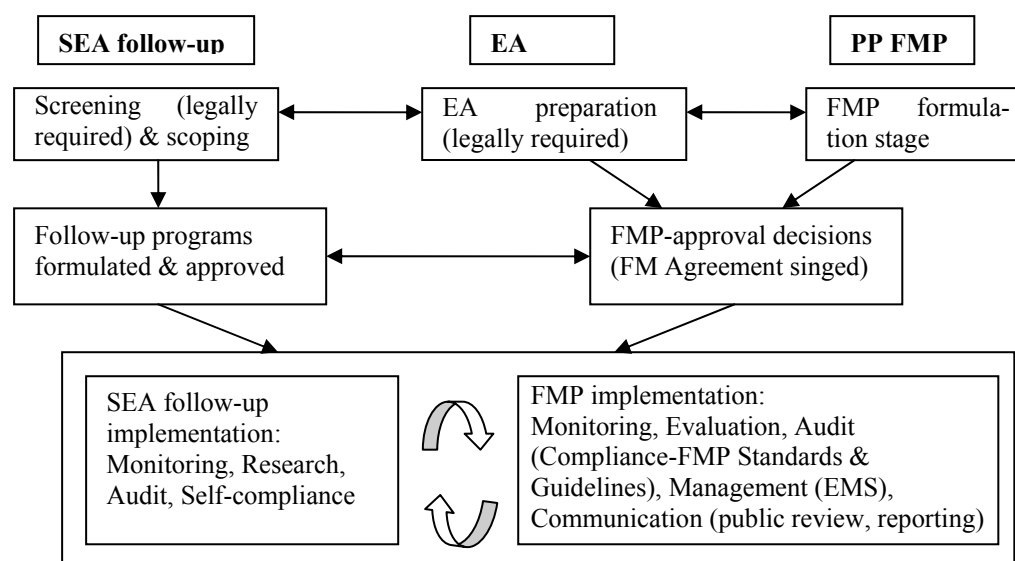 SEA follow-up
EA
PP FMP
Screening (legally
required) & scoping
EA preparation
(legally required)
FMP formula-
tion stage
Follow-up programs
formulated & approved
FMP-approval decisions
(FM Agreement singed)
SEA follow-up
implementation:
Monitoring, Research,
Audit, Self-compliance
FMP implementation:
Monitoring, Evaluation, Audit
(Compliance-FMP Standards &
Guidelines), Management (EMS),
Communication (public review, reporting)